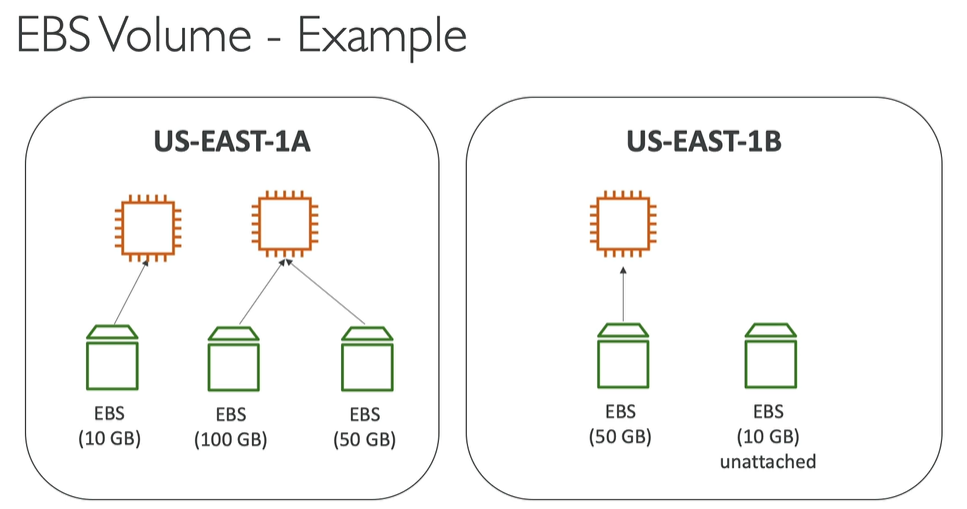 EBS Volume - Example
US-EAST-1A
US-EAST-1B
EBS
(10 GB)
EBS
(100 GB)
EBS
(50 GB)
EBS
(50 GB)
EBS
(10 GB)
unattached